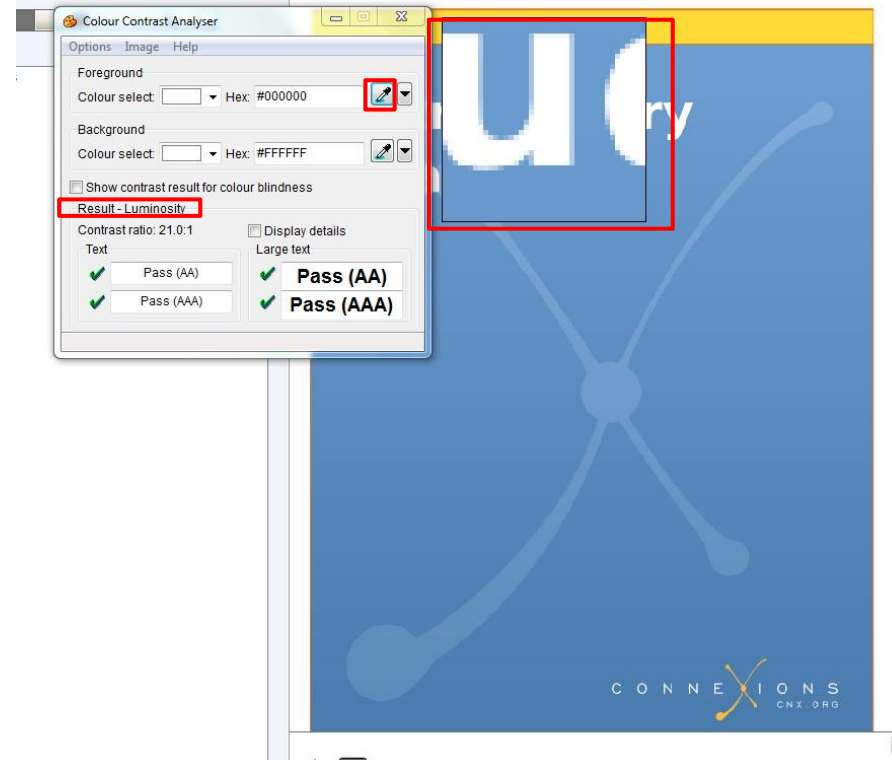 Colour Contrast Analyser
Options Image Help
Foreground
Colour select: Hex: #000000
Background
Colour select: Hex: #FFFFFF
Show contrast result for colour blindness
Result - Luminosity
Contrast ratio: 21.0:1 Display details
Text Large text
Pass (AA) Pass (AA)
Pass (AAA) Pass (AAA)
u
ry
CONNEXIONS
CNX.ORG